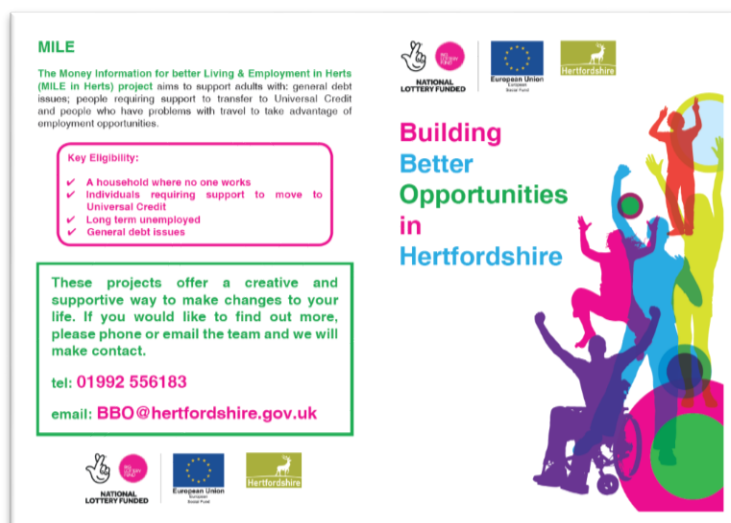 MILE
The Money Information for better Living & Employment in Herts
(MILE in Herts) project aims to support adults with: general debt
issues; people requiring support to transfer to Universal Credit
and people who have problems with travel to take advantage of
employment opportunities.
Key Eligibility:
✔ A household where no one works
✔ Individuals requiring support to move to
Universal Credit
✔ Long term unemployed
✔ General debt issues
These projects offer a creative and
supportive way to make changes to your
life. If you would like to find out more,
please phone or email the team and we will
make contact.
tel: 01992 556183
email: BBO@hertfordshire.gov.uk
NATIONAL
LOTTERY FUNDED
European Union
European
Social Fund
Hertfordshire
NATIONAL
LOTTERY FUNDED
European Union
European
Social Fund
Hertfordshire
Building
Better
Opportunities
in
Hertfordshire